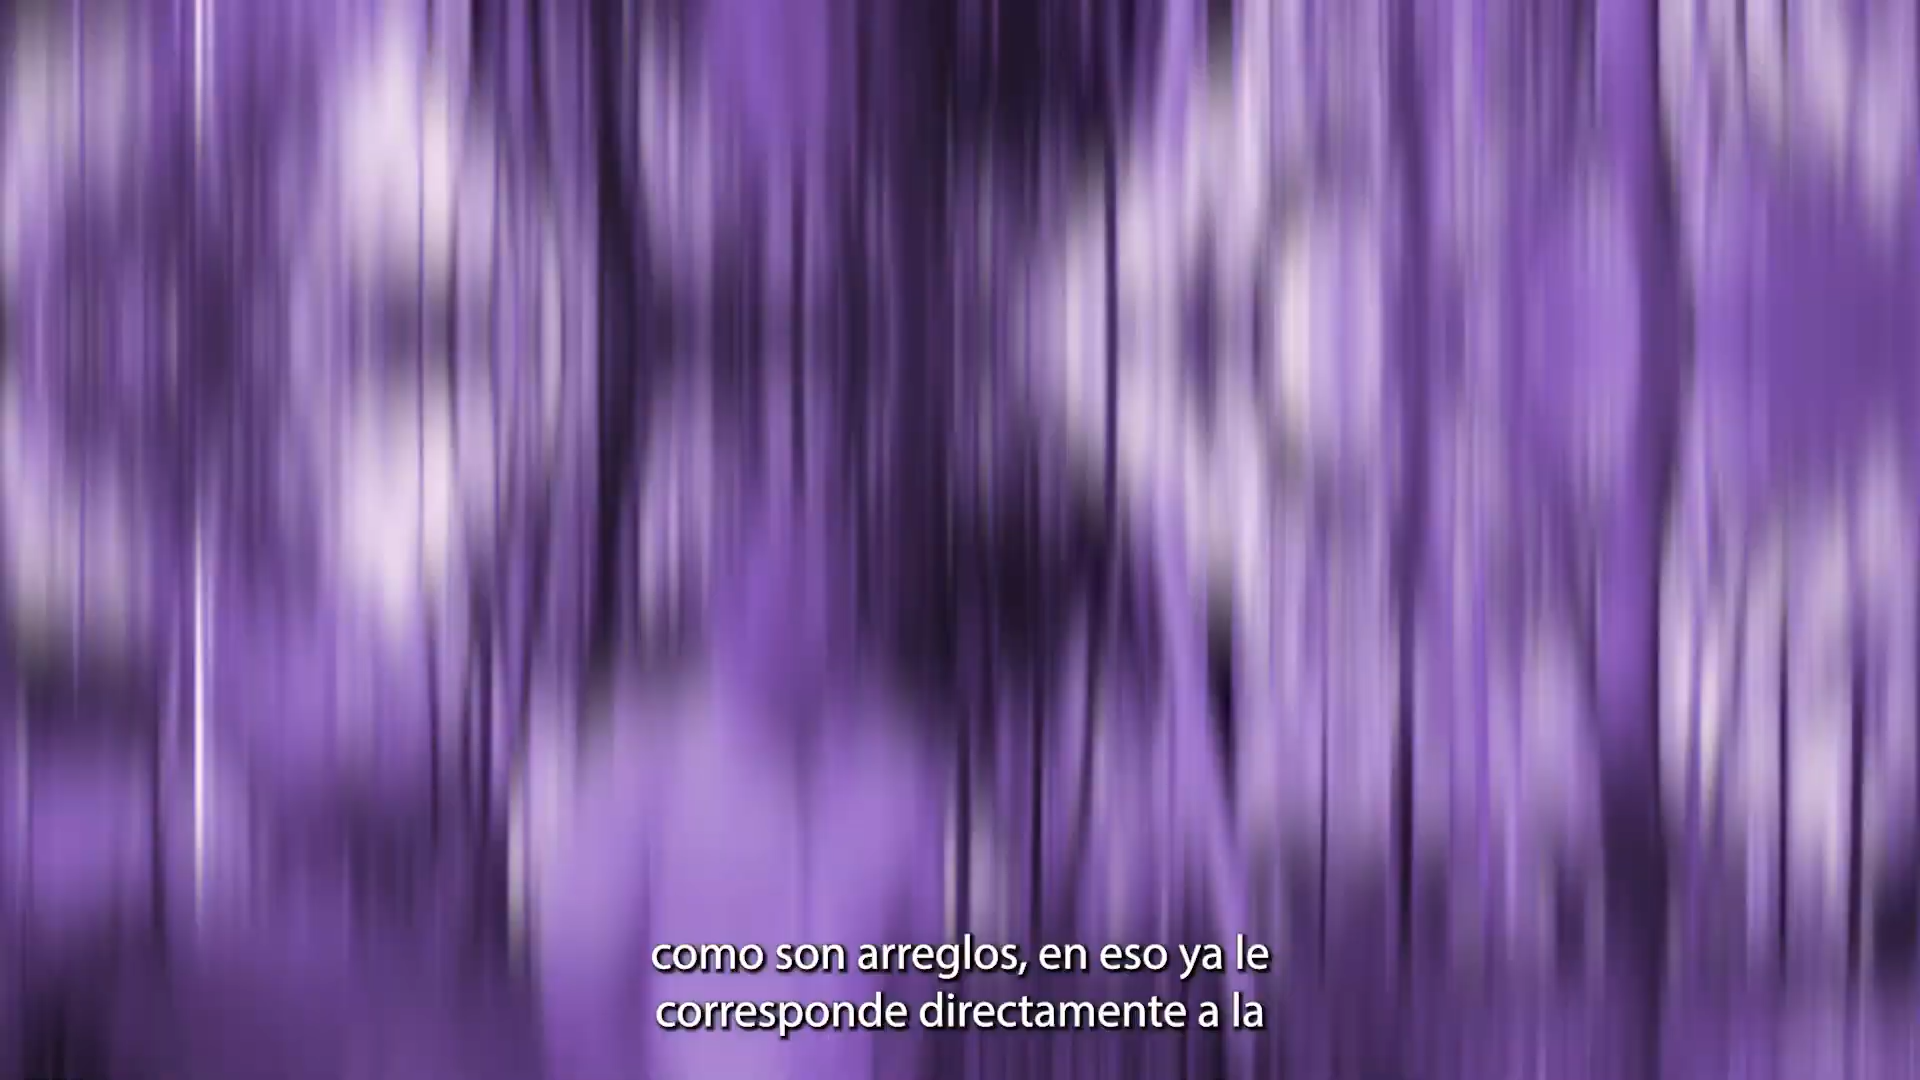 como son arreglos, en eso ya le
corresponde directamente a la